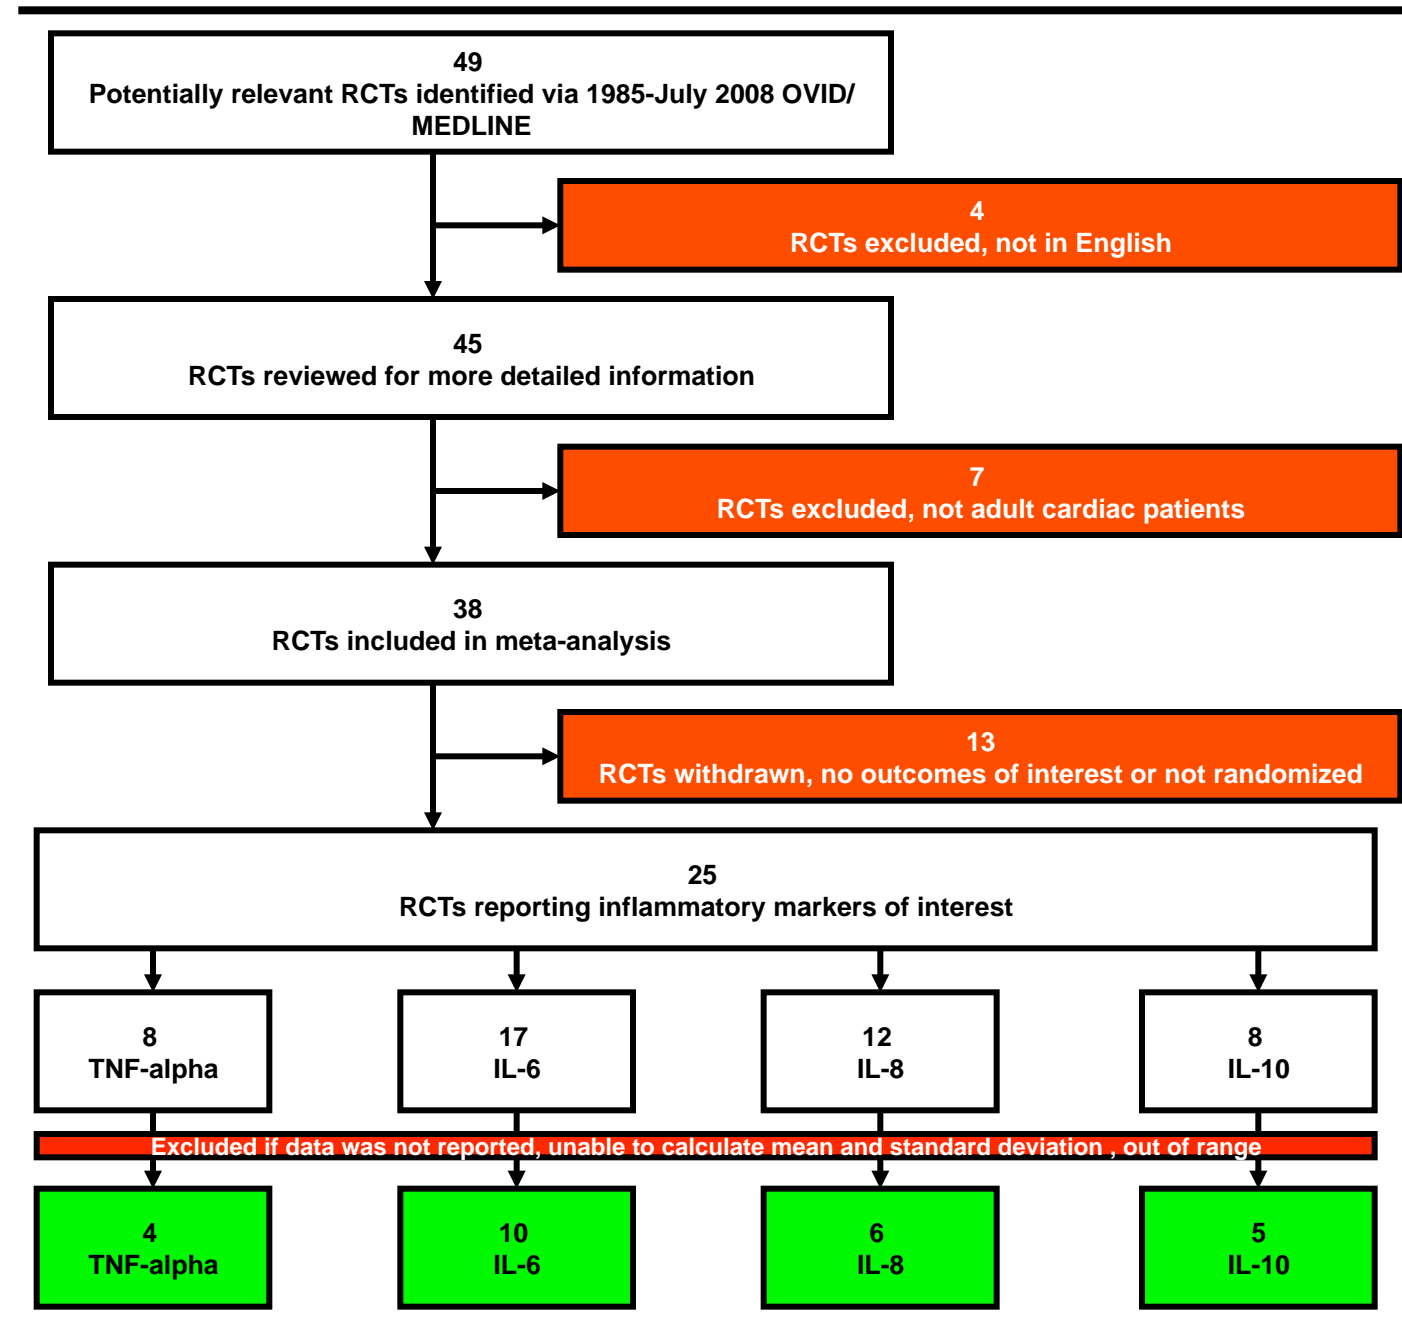 49
Potentially relevant RCTs identified via 1985-July 2008 OVID/
MEDLINE
4
RCTs excluded, not in English
45
RCTs reviewed for more detailed information
7
RCTs excluded, not adult cardiac patients
38
RCTs included in meta-analysis
13
RCTs withdrawn, no outcomes of interest or not randomized
25
RCTs reporting inflammatory markers of interest
8
TNF-alpha
17
IL-6
12
IL-8
8
IL-10
Excluded if data was not reported, unable to calculate mean and standard deviation , out of range
4
TNF-alpha
10
IL-6
6
IL-8
5
IL-10